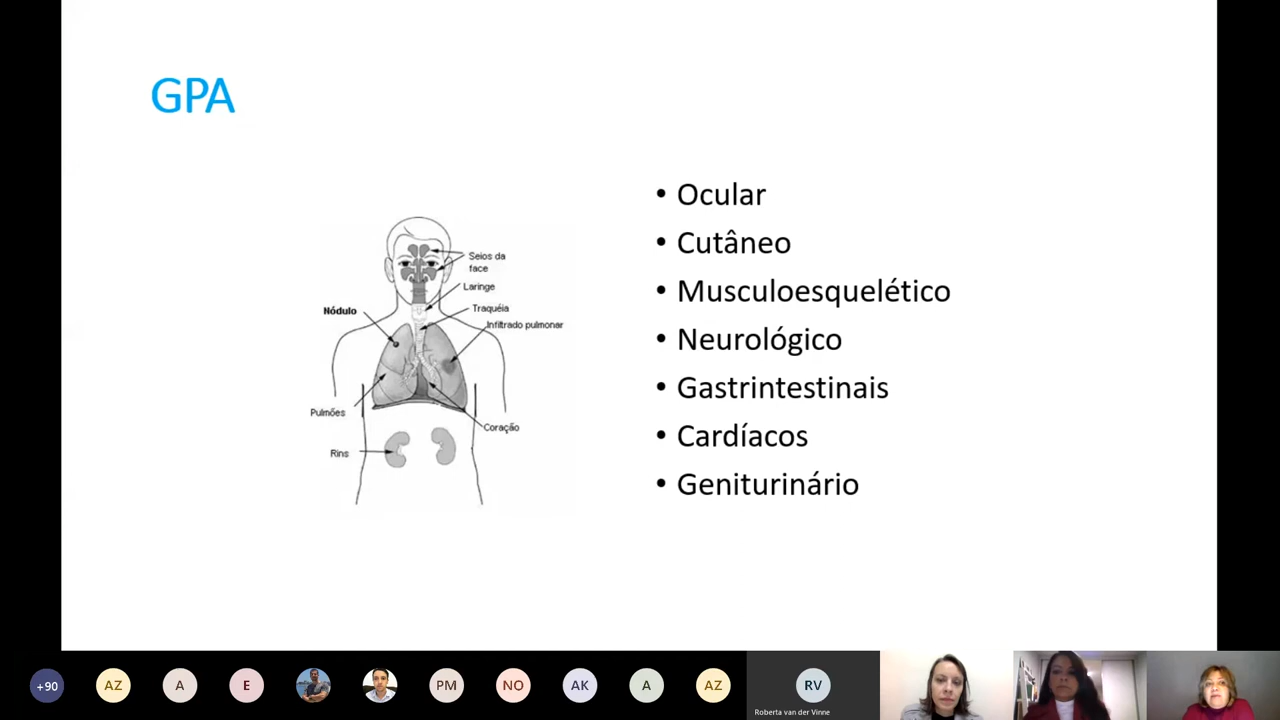 GPA
• Ocular
• Cutâneo
• Musculoesquelético
• Neurológico
• Gastrintestinais
• Cardíacos
• Geniturinário
Seios da
face
Laringe
Nódulo
Traquéia
Infiltrado pulmonar
Pulmões
Coração
Rins
+90
AZ
A
E
PM
NO
AK
A
AZ
RV
Roberta van der Vinne